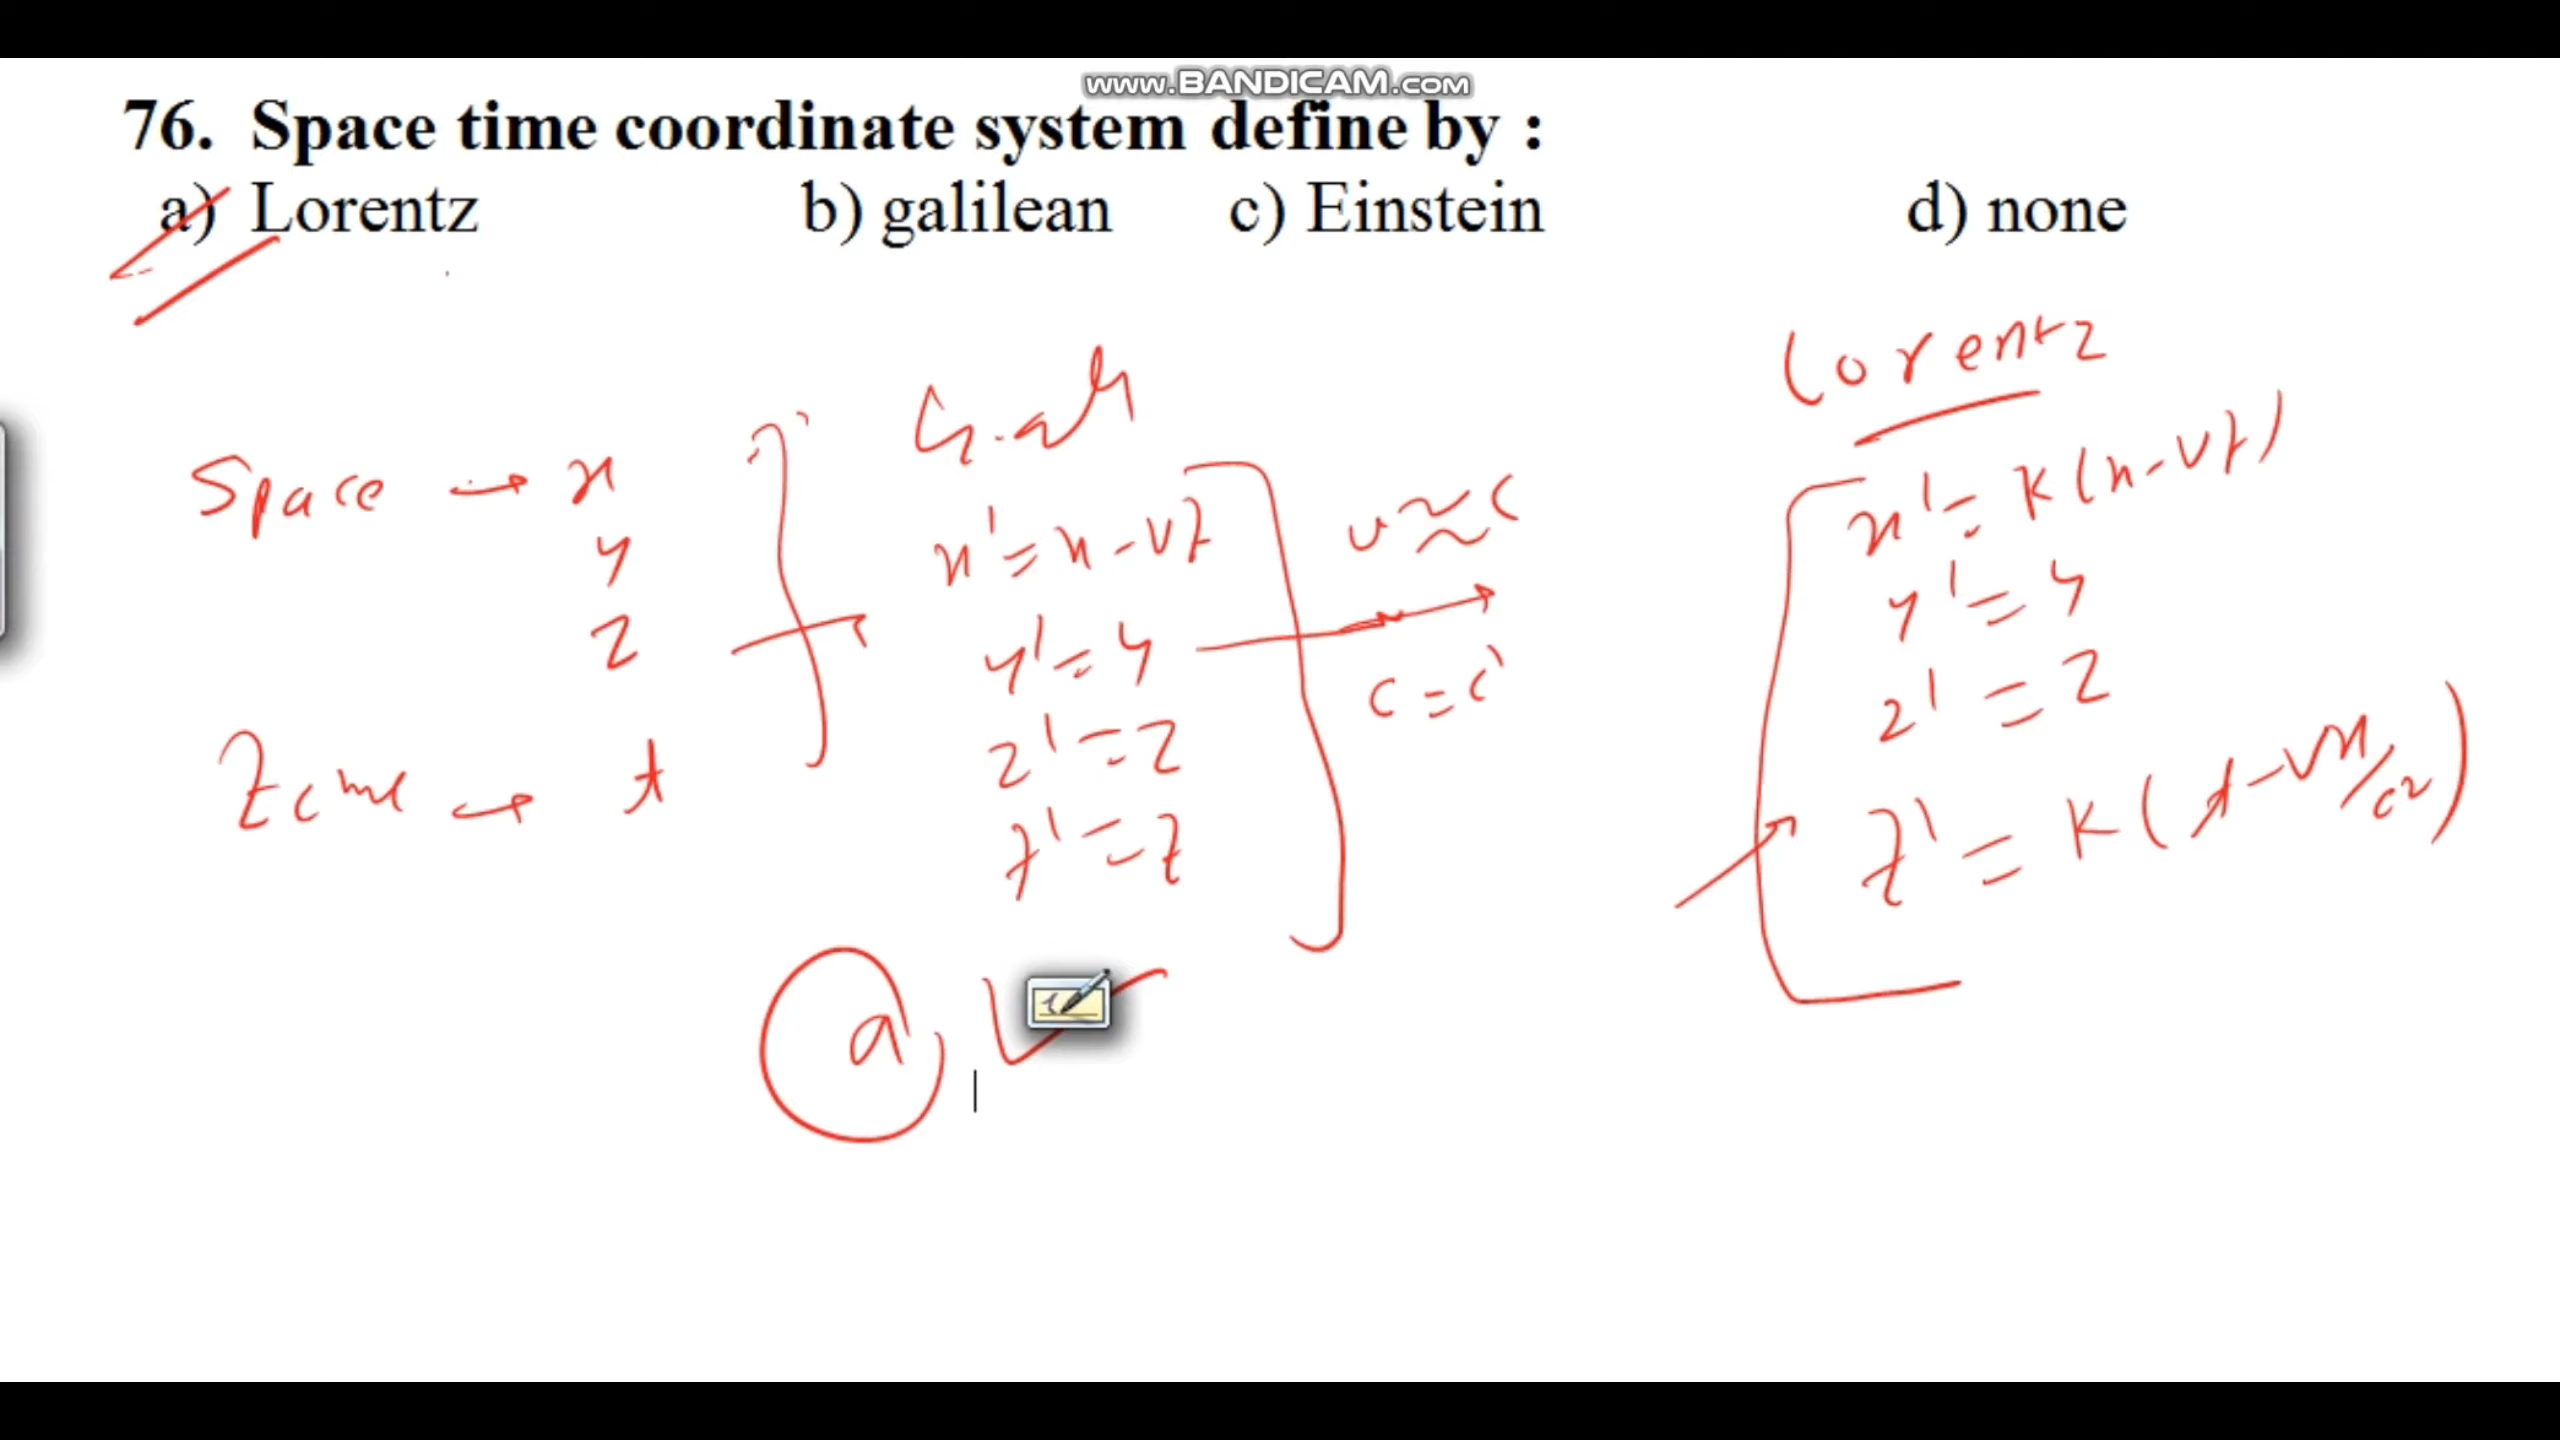 www.BANDICAM.com
76. Space time coordinate system define by :
a) Lorentz b) galilean c) Einstein d) none
Space → x
y
z
time → t
x' = x - vt
y' = y
z' = z
t' = t
v ≈ c
c = c'
Lorentz
x' = k(x - vt)
y' = y
z' = z
t' = k(t - vx/c2)
a